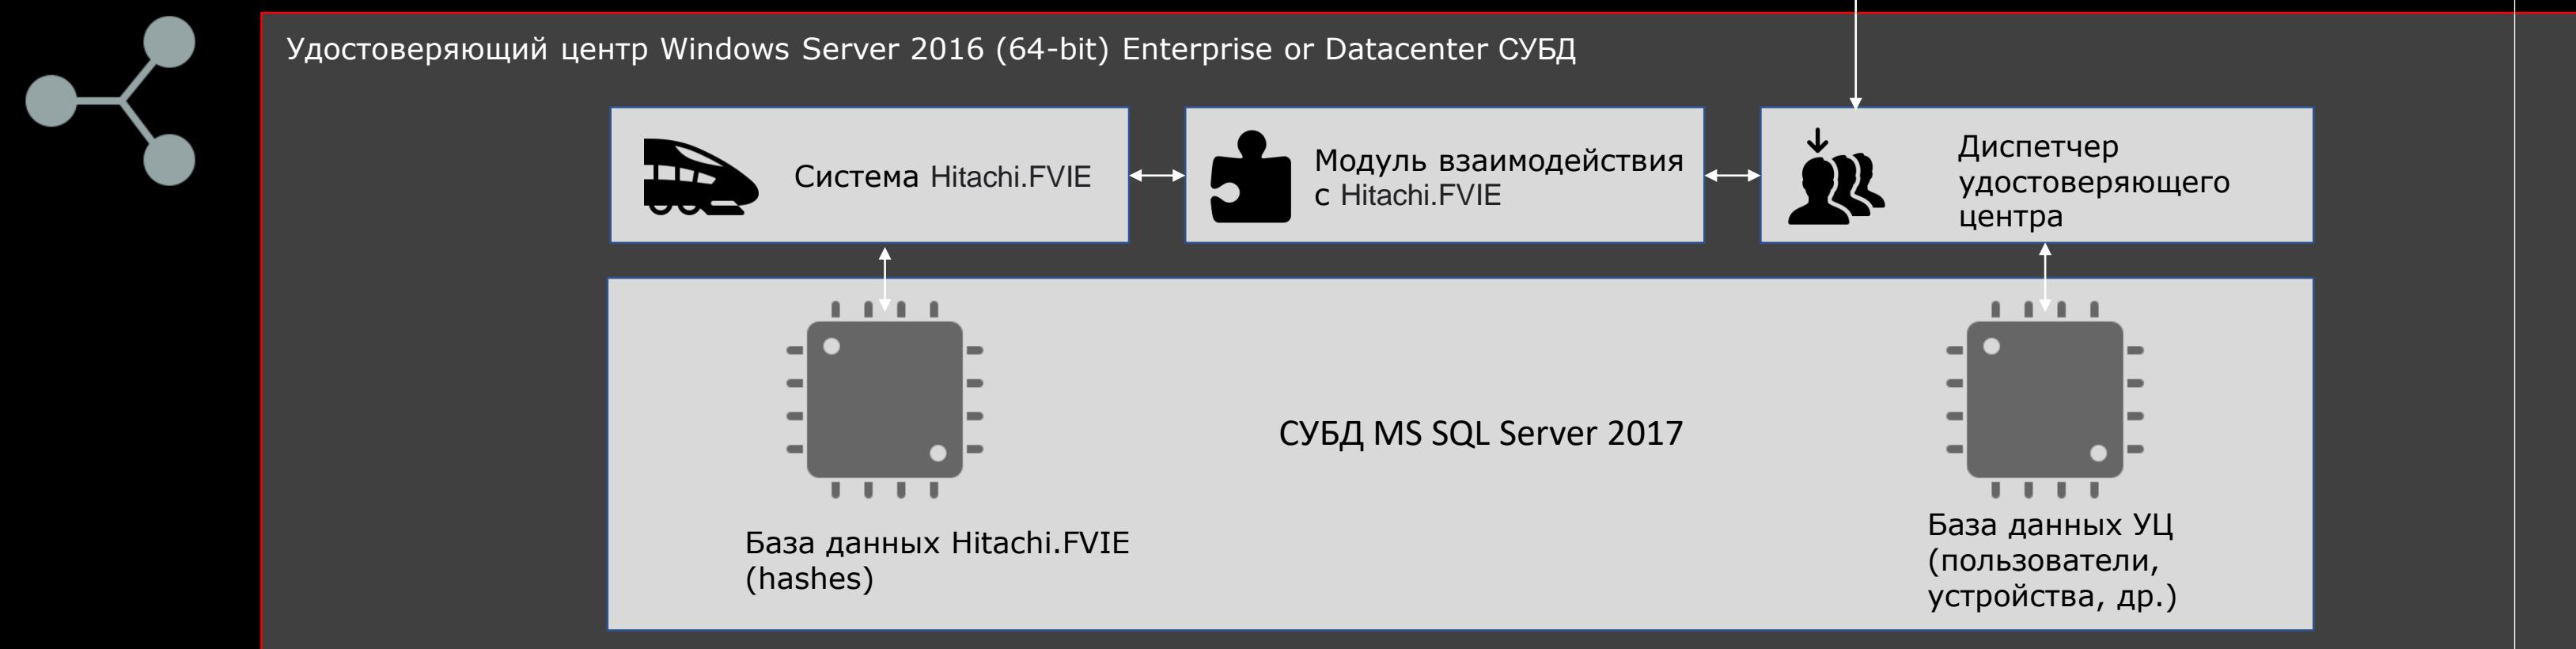 Удостоверяющий центр Windows Server 2016 (64-bit) Enterprise or Datacenter СУБД
Система Hitachi.FVIE
Модуль взаимодействия
с Hitachi.FVIE
Диспетчер
удостоверяющего
центра
СУБД MS SQL Server 2017
База данных Hitachi.FVIE
(hashes)
База данных УЦ
(пользователи,
устройства, др.)